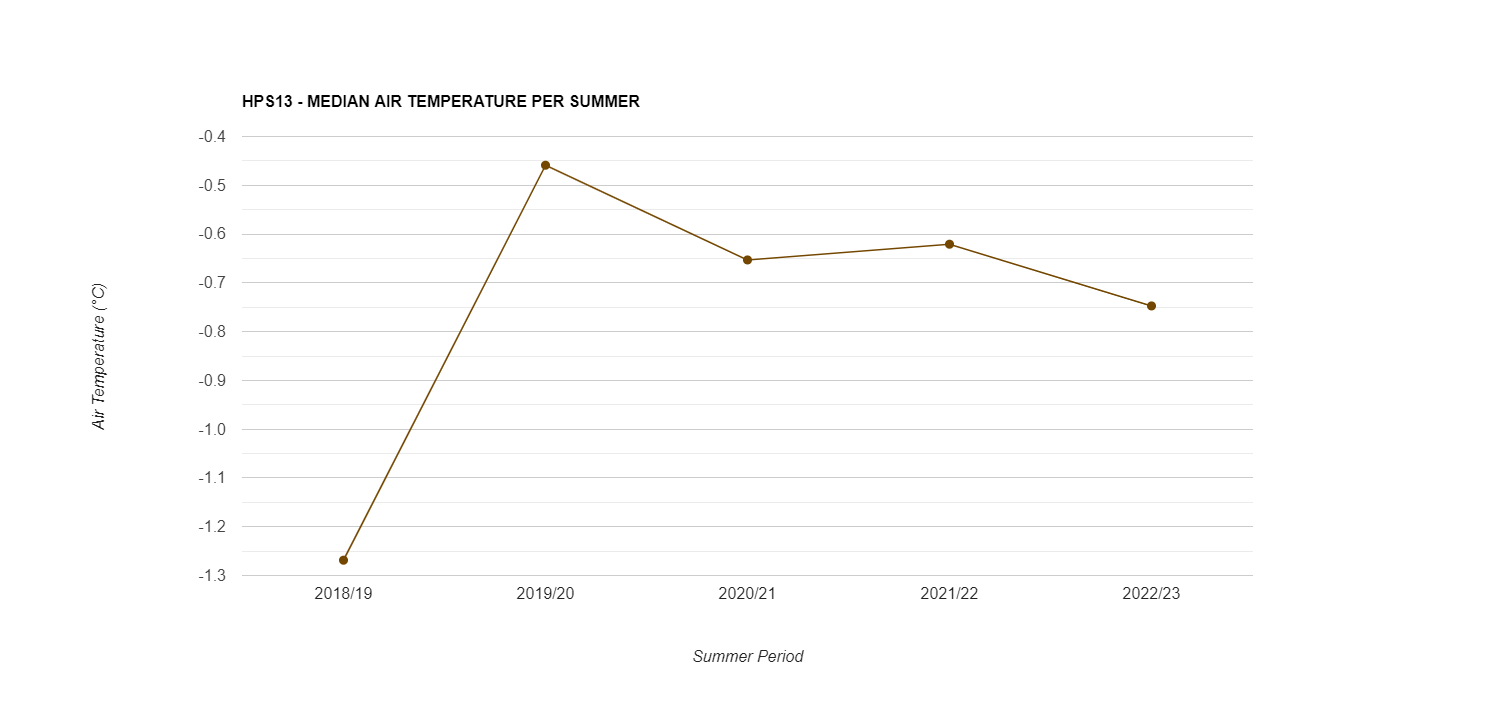 HPS13 - MEDIAN AIR TEMPERATURE PER SUMMER
-0.4
-0.5
-0.6
-0.7
-0.8
-0.9
-1.0
-1.1
-1.2
-1.3
Air Temperature (°C)
2018/19 2019/20 2020/21 2021/22 2022/23
Summer Period